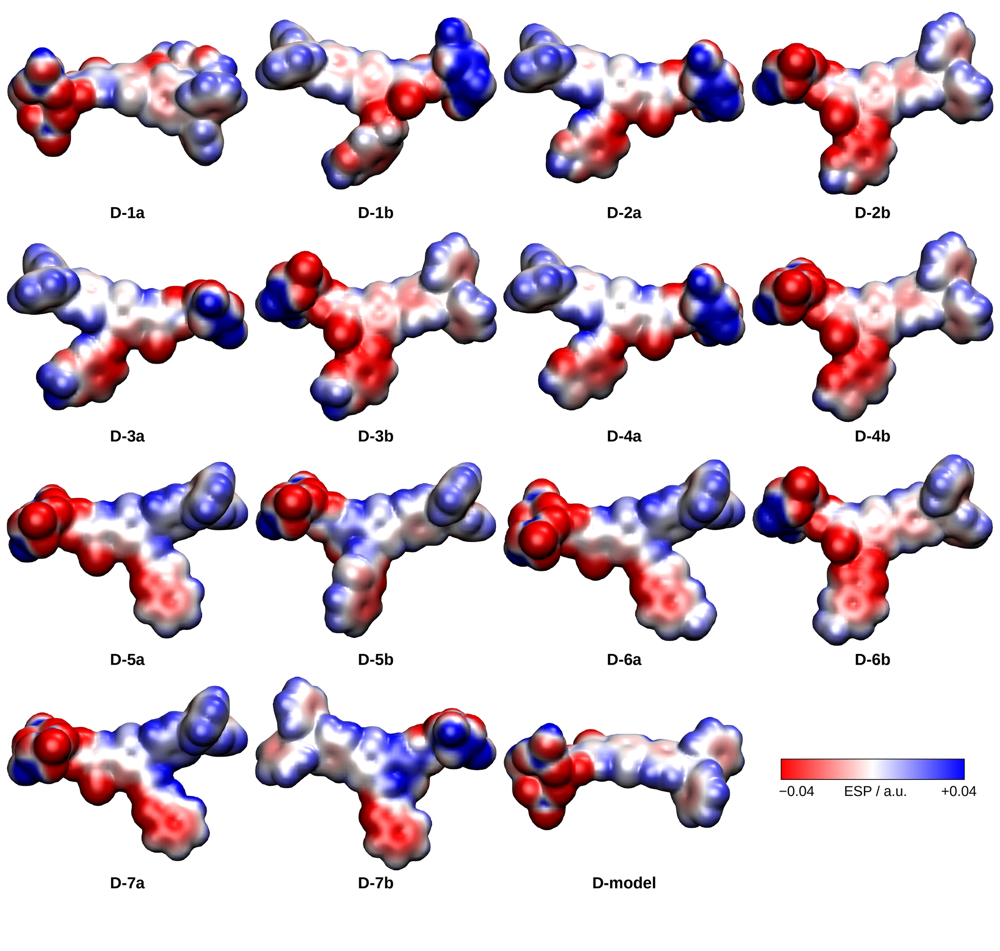 D-1a D-1b D-2a D-2b
D-3a D-3b D-4a D-4b
D-5a D-5b D-6a D-6b
−0.04 ESP / a.u. +0.04
D-7a D-7b D-model